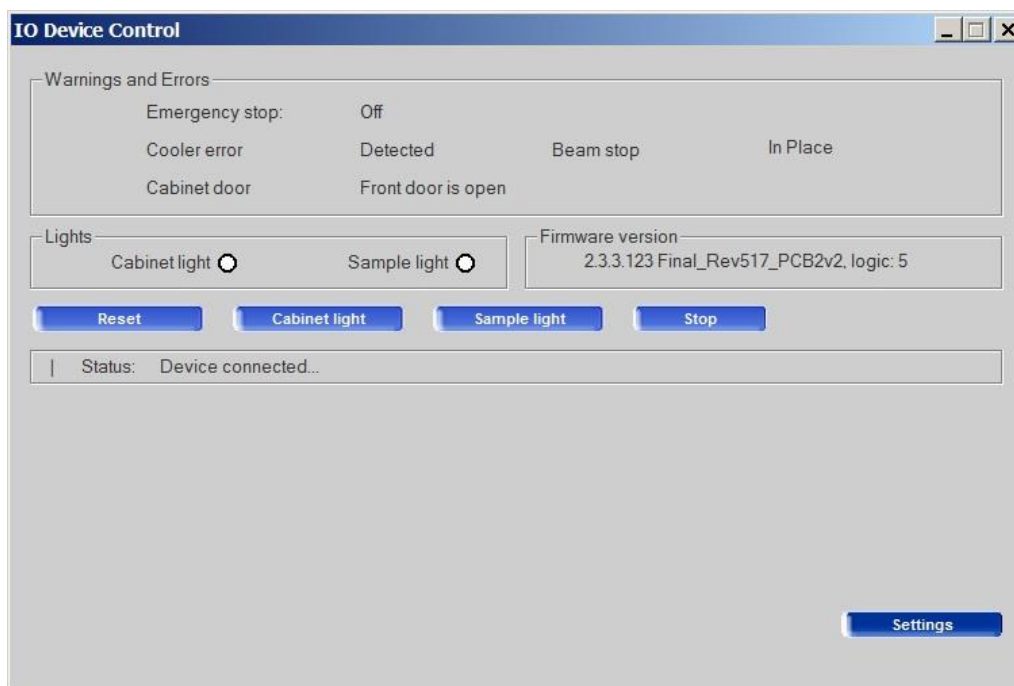 IO Device Control
Warnings and Errors
Emergency stop: Off
Cooler error Detected Beam stop In Place
Cabinet door Front door is open
Lights Firmware version
Cabinet light Sample light 2.3.3.123 Final_Rev517_PCB2v2, logic: 5
Reset Cabinet light Sample light Stop
| Status: Device connected...
Settings